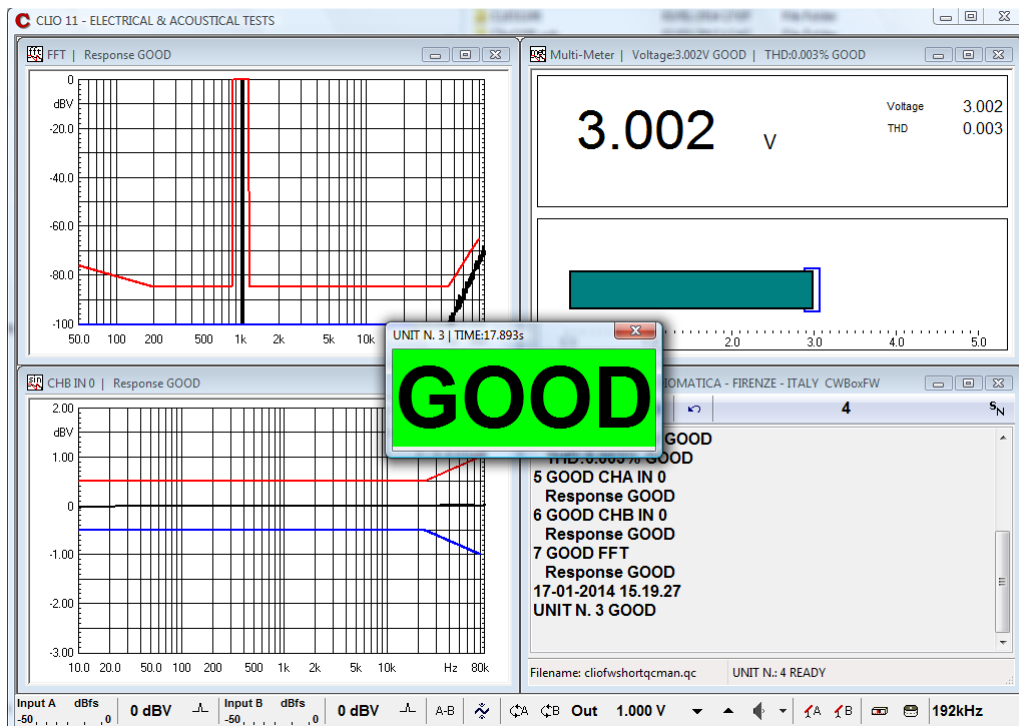 CLIO 11 - ELECTRICAL & ACOUSTICAL TESTS
FFT | Response GOOD
0
dBV
-20.0
-40.0
-60.0
-80.0
-100
50.0 100 200 500 1k 2k 5k 10k
Multi-Meter | Voltage:3.002V GOOD | THD:0.003% GOOD
3.002 V
Voltage 3.002
THD 0.003
2.0 3.0 4.0 5.0
UNIT N. 3 | TIME:17.893s
GOOD
CHB IN 0 | Response GOOD
2.00
dBV
1.00
0
-1.00
-2.00
-3.00
10.0 20.0 50.0 100 200 500 1k 2k 5k 10k Hz 80k
- FIRENZE - ITALY CWBoxFW
4 SN
GOOD
THD:0.003% GOOD
5 GOOD CHA IN 0
Response GOOD
6 GOOD CHB IN 0
Response GOOD
7 GOOD FFT
Response GOOD
17-01-2014 15.19.27
UNIT N. 3 GOOD
Filename: cliofwshortqcman.qc UNIT N.: 4 READY
Input A dBfs
-50 0
0 dBV
Input B dBfs
-50 0
0 dBV
A-B
A
B
Out 1.000 V
A
B
192kHz